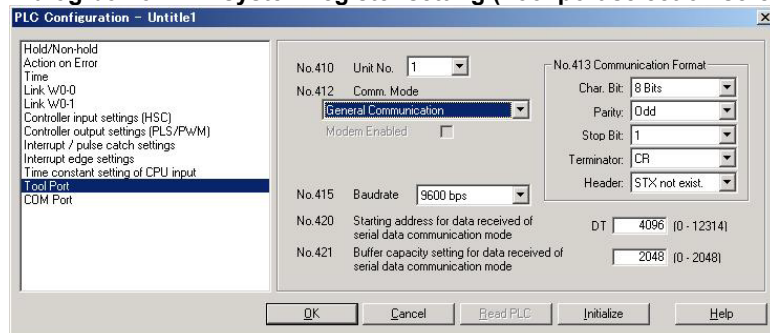 PLC Configuration - Untitle1
Hold/Non-hold
Action on Error
Time
Link W0-0
Link W0-1
Controller input settings (HSC)
Controller output settings (PLS/PWM)
Interrupt / pulse catch settings
Interrupt edge settings
Time constant setting of CPU input
Tool Port
COM Port
No.410 Unit No. 1
No.412 Comm. Mode
General Communication
Modem Enabled
No.413 Communication Format
Char. Bit: 8 Bits
Parity: Odd
Stop Bit: 1
Terminator: CR
Header: STX not exist.
No.415 Baudrate 9600 bps
No.420 Starting address for data received of
serial data communication mode
DT 4096 (0 - 12314)
No.421 Buffer capacity setting for data received of
serial data communication mode
2048 (0 - 2048)
OK Cancel Read PLC Initialize Help